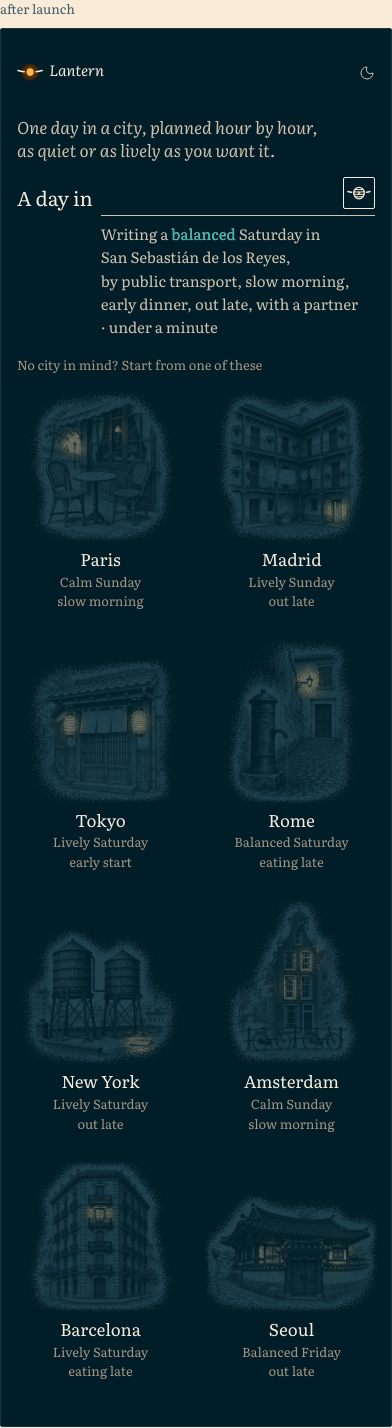 after launch
Lantern
One day in a city, planned hour by hour,
as quiet or as lively as you want it.
A day in
Writing a balanced Saturday in
San Sebastián de los Reyes,
by public transport, slow morning,
early dinner, out late, with a partner
· under a minute
No city in mind? Start from one of these
Paris
Calm Sunday
slow morning
Madrid
Lively Sunday
out late
Tokyo
Lively Saturday
early start
Rome
Balanced Saturday
eating late
New York
Lively Saturday
out late
Amsterdam
Calm Sunday
slow morning
Barcelona
Lively Saturday
eating late
Seoul
Balanced Friday
out late